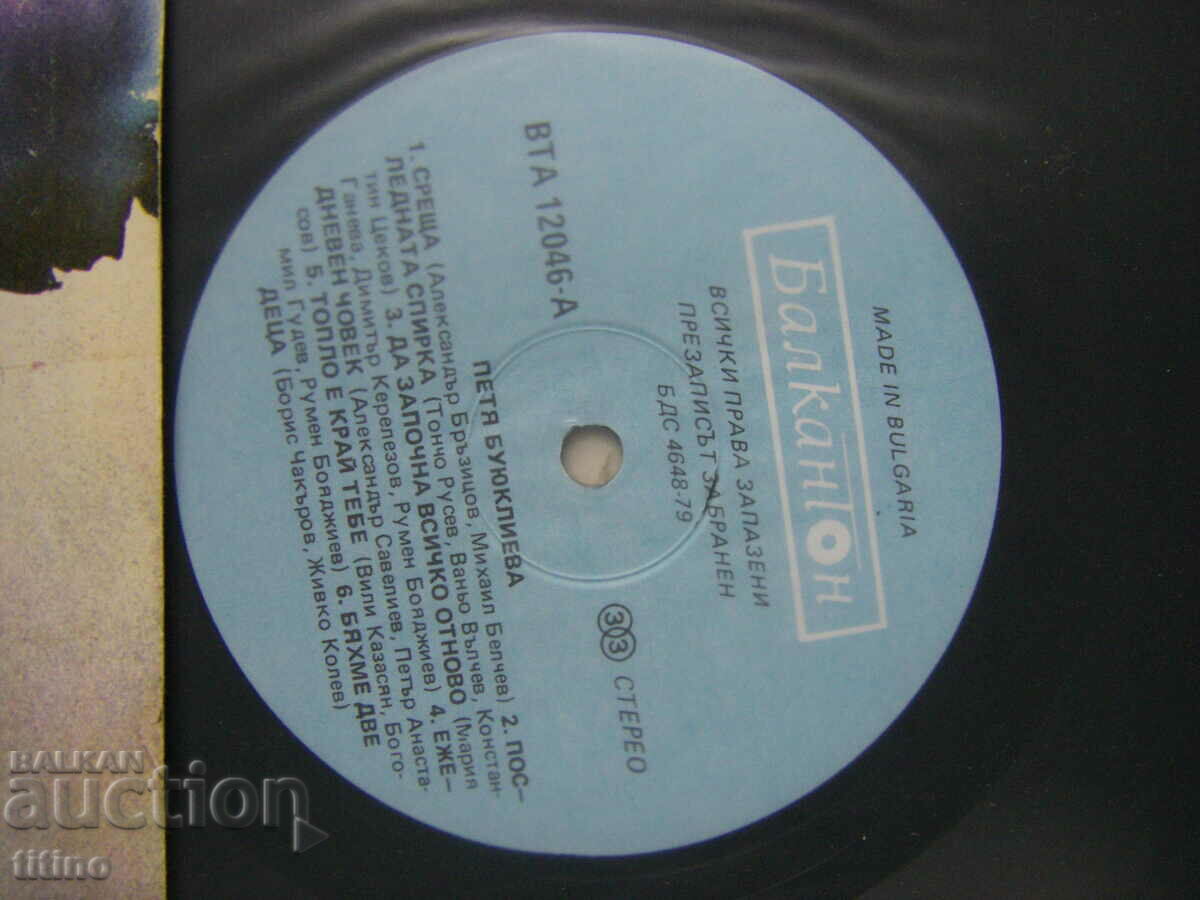 MADE IN BULGARIA
Балкантон
ВСИЧКИ ПРАВА ЗАПАЗЕНИ
ПРЕЗАПИСЪТ ЗАБРАНЕН
БДС 4648-79
ВТА 12046-А
33 СТЕРЕО
ПЕТЯ БУЮКЛИЕВА
1. СРЕЩА (Александър Бръзицов, Михаил Белчев) 2. ПОС-
ЛЕДНАТА СПИРКА (Тончо Русев, Ваньо Вълчев, Констан-
тин Цеков) 3. ДА ЗАПОЧНА ВСИЧКО ОТНОВО (Мария
Ганева, Димитър Керелезов, Румен Бояджиев) 4. ЕЖЕ-
ДНЕВЕН ЧОВЕК (Александър Савелиев, Петър Анаста-
сов) 5. ТОПЛО Е КРАЙ ТЕБЕ (Вили Казасян, Бого-
мил Гудев, Румен Бояджиев) 6. БЯХМЕ ДВЕ
ДЕЦА (Борис Чакъров, Живко Колев)
BALKAN
auction
titino